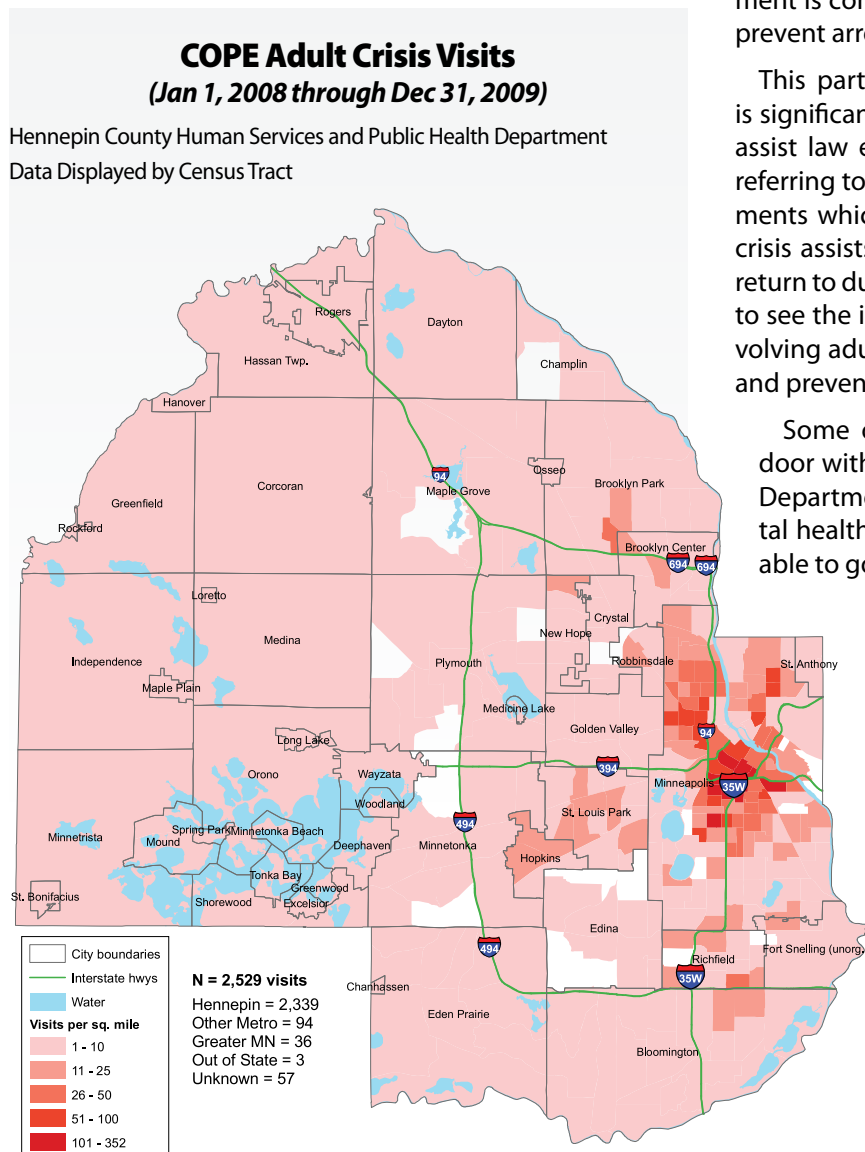 COPE Adult Crisis Visits
(Jan 1, 2008 through Dec 31, 2009)
Hennepin County Human Services and Public Health Department
Data Displayed by Census Tract
prevent arr
This part
is significan
assist law e
referring to
ments whic
crisis assist
return to du
to see the i
volving adu
and preven
Some
door with
Departme
tal health
able to go
Rogers
Dayton
Hassan Twp.
Champlin
Hanover
Corcoran
94
Maple Grove
Osseo
Brooklyn Park
Greenfield
Rockford
Brooklyn Center
694
694
Loretto
Crystal
New Hope
Medina
Independence
Plymouth
Robbinsdale
St. Anthony
Maple Plain
Medicine Lake
Golden Valley
94
Long Lake
394
Orono
Wayzata
Minneapolis
35W
Woodland
St. Louis Park
494
Spring Park
Minnetonka Beach
Minnetrista
Mound
Deephaven
Minnetonka
Hopkins
Tonka Bay
Greenwood
St. Bonifacius
Shorewood
Excelsior
Edina
494
Richfield
Fort Snelling (unorg.
35W
Chanhassen
Eden Prairie
Bloomington
City boundaries
Interstate hwys
Water
Visits per sq. mile
1 - 10
11 - 25
26 - 50
51 - 100
101 - 352
N = 2,529 visits
Hennepin = 2,339
Other Metro = 94
Greater MN = 36
Out of State = 3
Unknown = 57